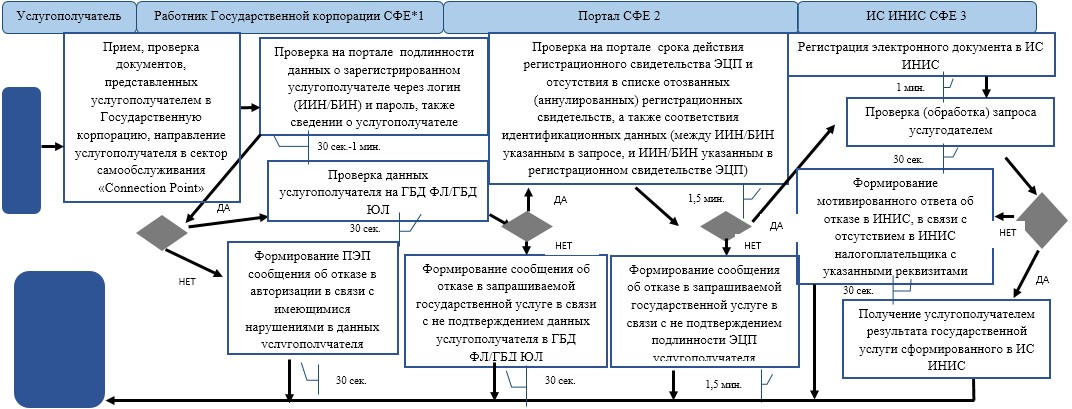 Услугополучатель
Работник Государственной корпорации СФЕ*1
Портал СФЕ 2
ИС ИНИС СФЕ 3
Прием, проверка
документов,
представленных
услугополучателем в
Государственную
корпорацию, направление
услугополучателя в сектор
самообслуживания
«Connection Point»
Проверка на портале подлинности
данных о зарегистрированном
услугополучателе через логин
(ИИН/БИН) и пароль, также
сведении о услугополучателе
30 сек.-1 мин.
Проверка данных
услугополучателя на ГБД ФЛ/ГБД
ЮЛ
30 сек.
ДА
НЕТ
Формирование ПЭП
сообщения об отказе в
авторизации в связи с
имеющимися
нарушениями в данных
услугополучателя
30 сек.
Проверка на портале срока действия
регистрационного свидетельства ЭЦП и
отсутствия в списке отозванных
(аннулированных) регистрационных
свидетельств, а также соответствия
идентификационных данных (между ИИН/БИН
указанным в запросе, и ИИН/БИН указанным в
регистрационном свидетельстве ЭЦП)
1,5 мин.
ДА
НЕТ
Формирование сообщения об
отказе в запрашиваемой
государственной услуге в связи
с не подтверждением данных
услугополучателя в ГБД
ФЛ/ГБД ЮЛ
30 сек.
ДА
НЕТ
Формирование сообщения
об отказе в запрашиваемой
государственной услуге в
связи с не подтверждением
подлинности ЭЦП
услугополучателя
1,5 мин.
Регистрация электронного документа в ИС
ИНИС
1 мин.
Проверка (обработка) запроса
услугодателем
30 сек.
Формирование
мотивированного ответа об
отказе в ИНИС, в связи с
отсутствием в ИНИС
налогоплательщика с
указанными реквизитами
30 сек.
НЕТ
ДА
Получение услугополучателем
результата государственной
услуги сформированного в ИС
ИНИС